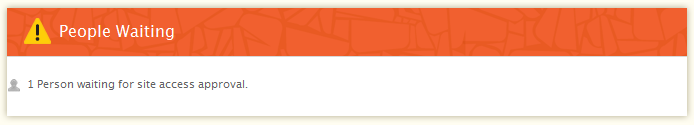 People Waiting
1 Person waiting for site access approval.